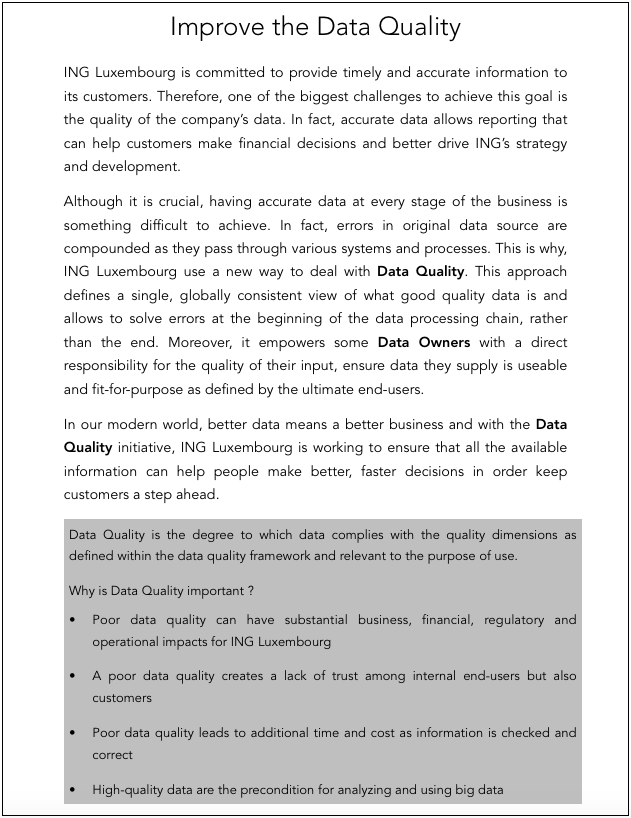 Improve the Data Quality
ING Luxembourg is committed to provide timely and accurate information to
its customers. Therefore, one of the biggest challenges to achieve this goal is
the quality of the company’s data. In fact, accurate data allows reporting that
can help customers make financial decisions and better drive ING’s strategy
and development.
Although it is crucial, having accurate data at every stage of the business is
something difficult to achieve. In fact, errors in original data source are
compounded as they pass through various systems and processes. This is why,
ING Luxembourg use a new way to deal with Data Quality. This approach
defines a single, globally consistent view of what good quality data is and
allows to solve errors at the beginning of the data processing chain, rather
than the end. Moreover, it empowers some Data Owners with a direct
responsibility for the quality of their input, ensure data they supply is useable
and fit-for-purpose as defined by the ultimate end-users.
In our modern world, better data means a better business and with the Data
Quality initiative, ING Luxembourg is working to ensure that all the available
information can help people make better, faster decisions in order keep
customers a step ahead.
Data Quality is the degree to which data complies with the quality dimensions as
defined within the data quality framework and relevant to the purpose of use.
Why is Data Quality important ?
• Poor data quality can have substantial business, financial, regulatory and
operational impacts for ING Luxembourg
• A poor data quality creates a lack of trust among internal end-users but also
customers
• Poor data quality leads to additional time and cost as information is checked and
correct
• High-quality data are the precondition for analyzing and using big data